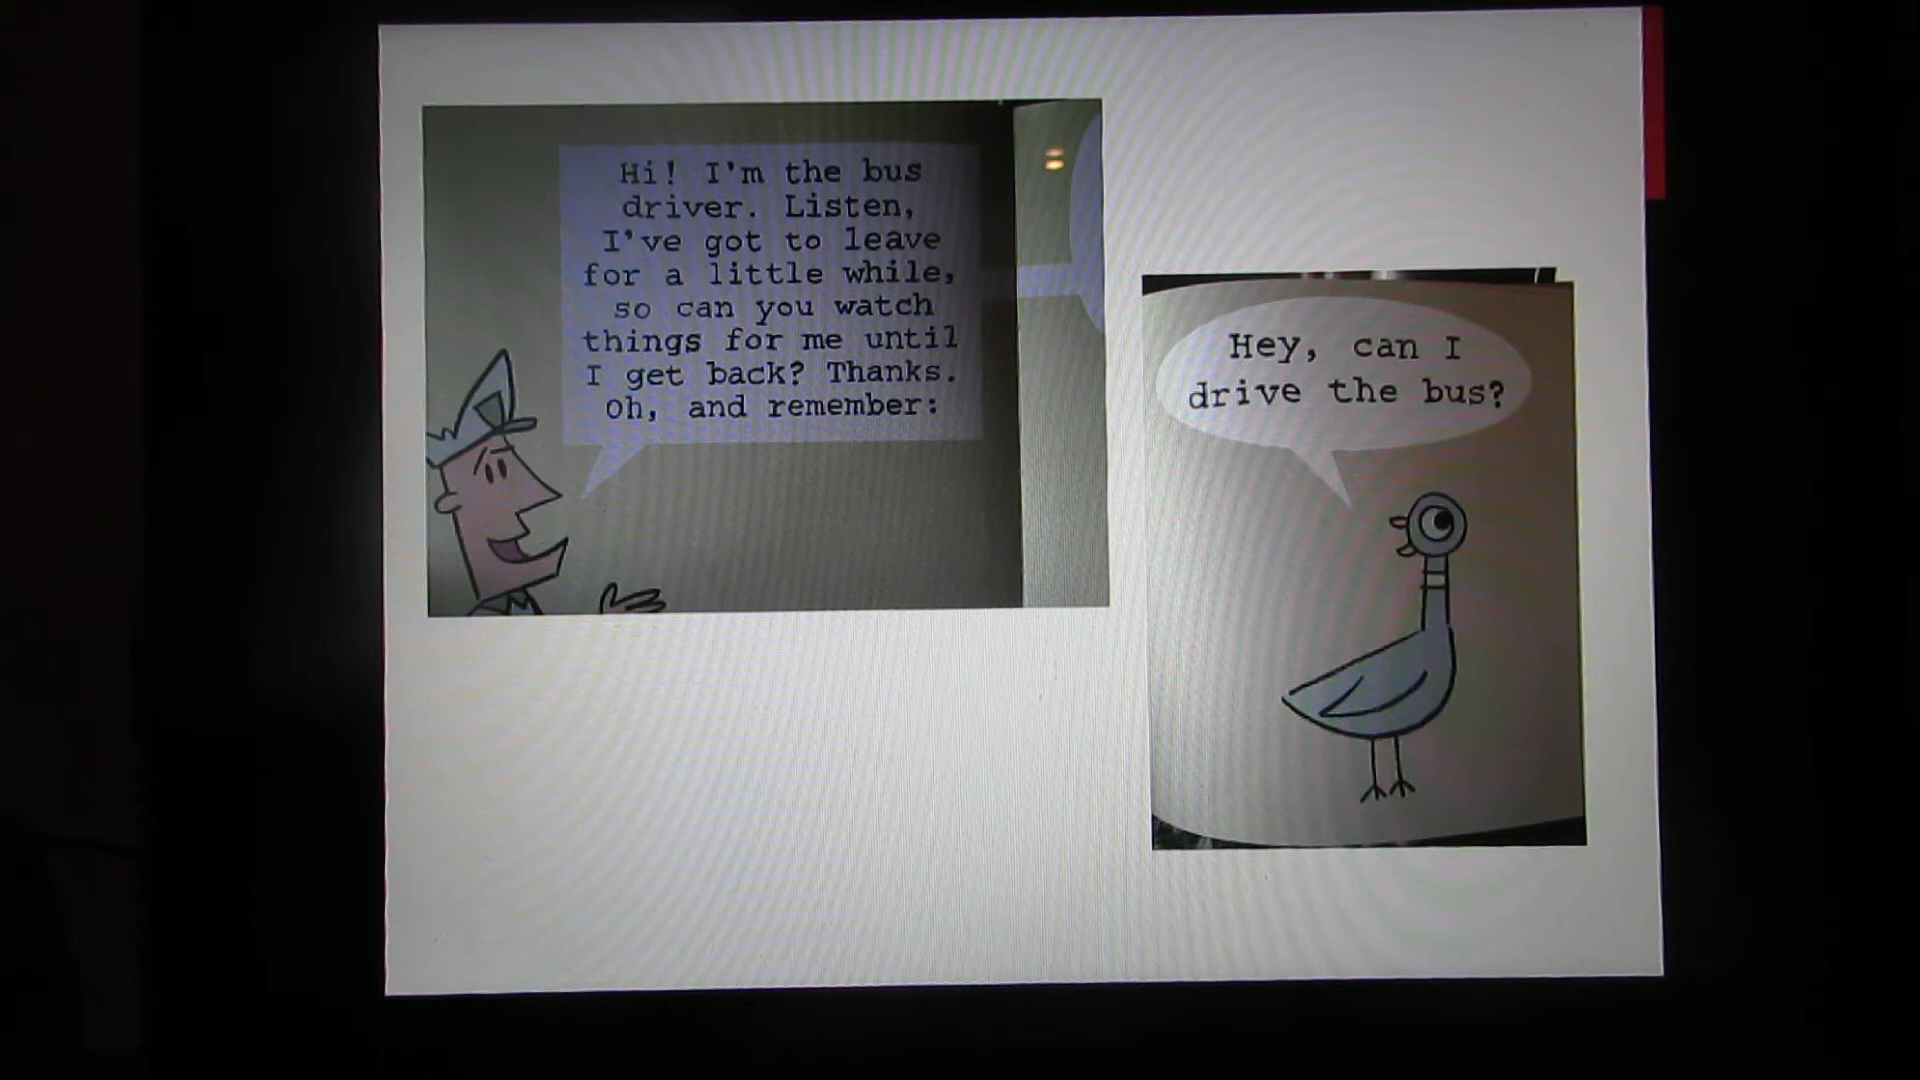 Hi! I'm the bus
driver. Listen,
I've got to leave
for a little while,
so can you watch
things for me until
I get back? Thanks.
Oh, and remember:
Hey, can I
drive the bus?